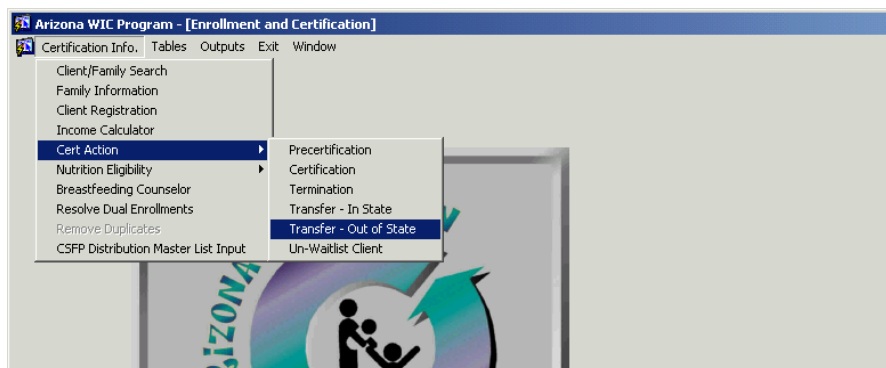 Arizona WIC Program - [Enrollment and Certification]
Certification Info. Tables Outputs Exit Window
Client/Family Search
Family Information
Client Registration
Income Calculator
Cert Action
Nutrition Eligibility
Breastfeeding Counselor
Resolve Dual Enrollments
Remove Duplicates
CSFP Distribution Master List Input
Precertification
Certification
Termination
Transfer - In State
Transfer - Out of State
Un-Waitlist Client